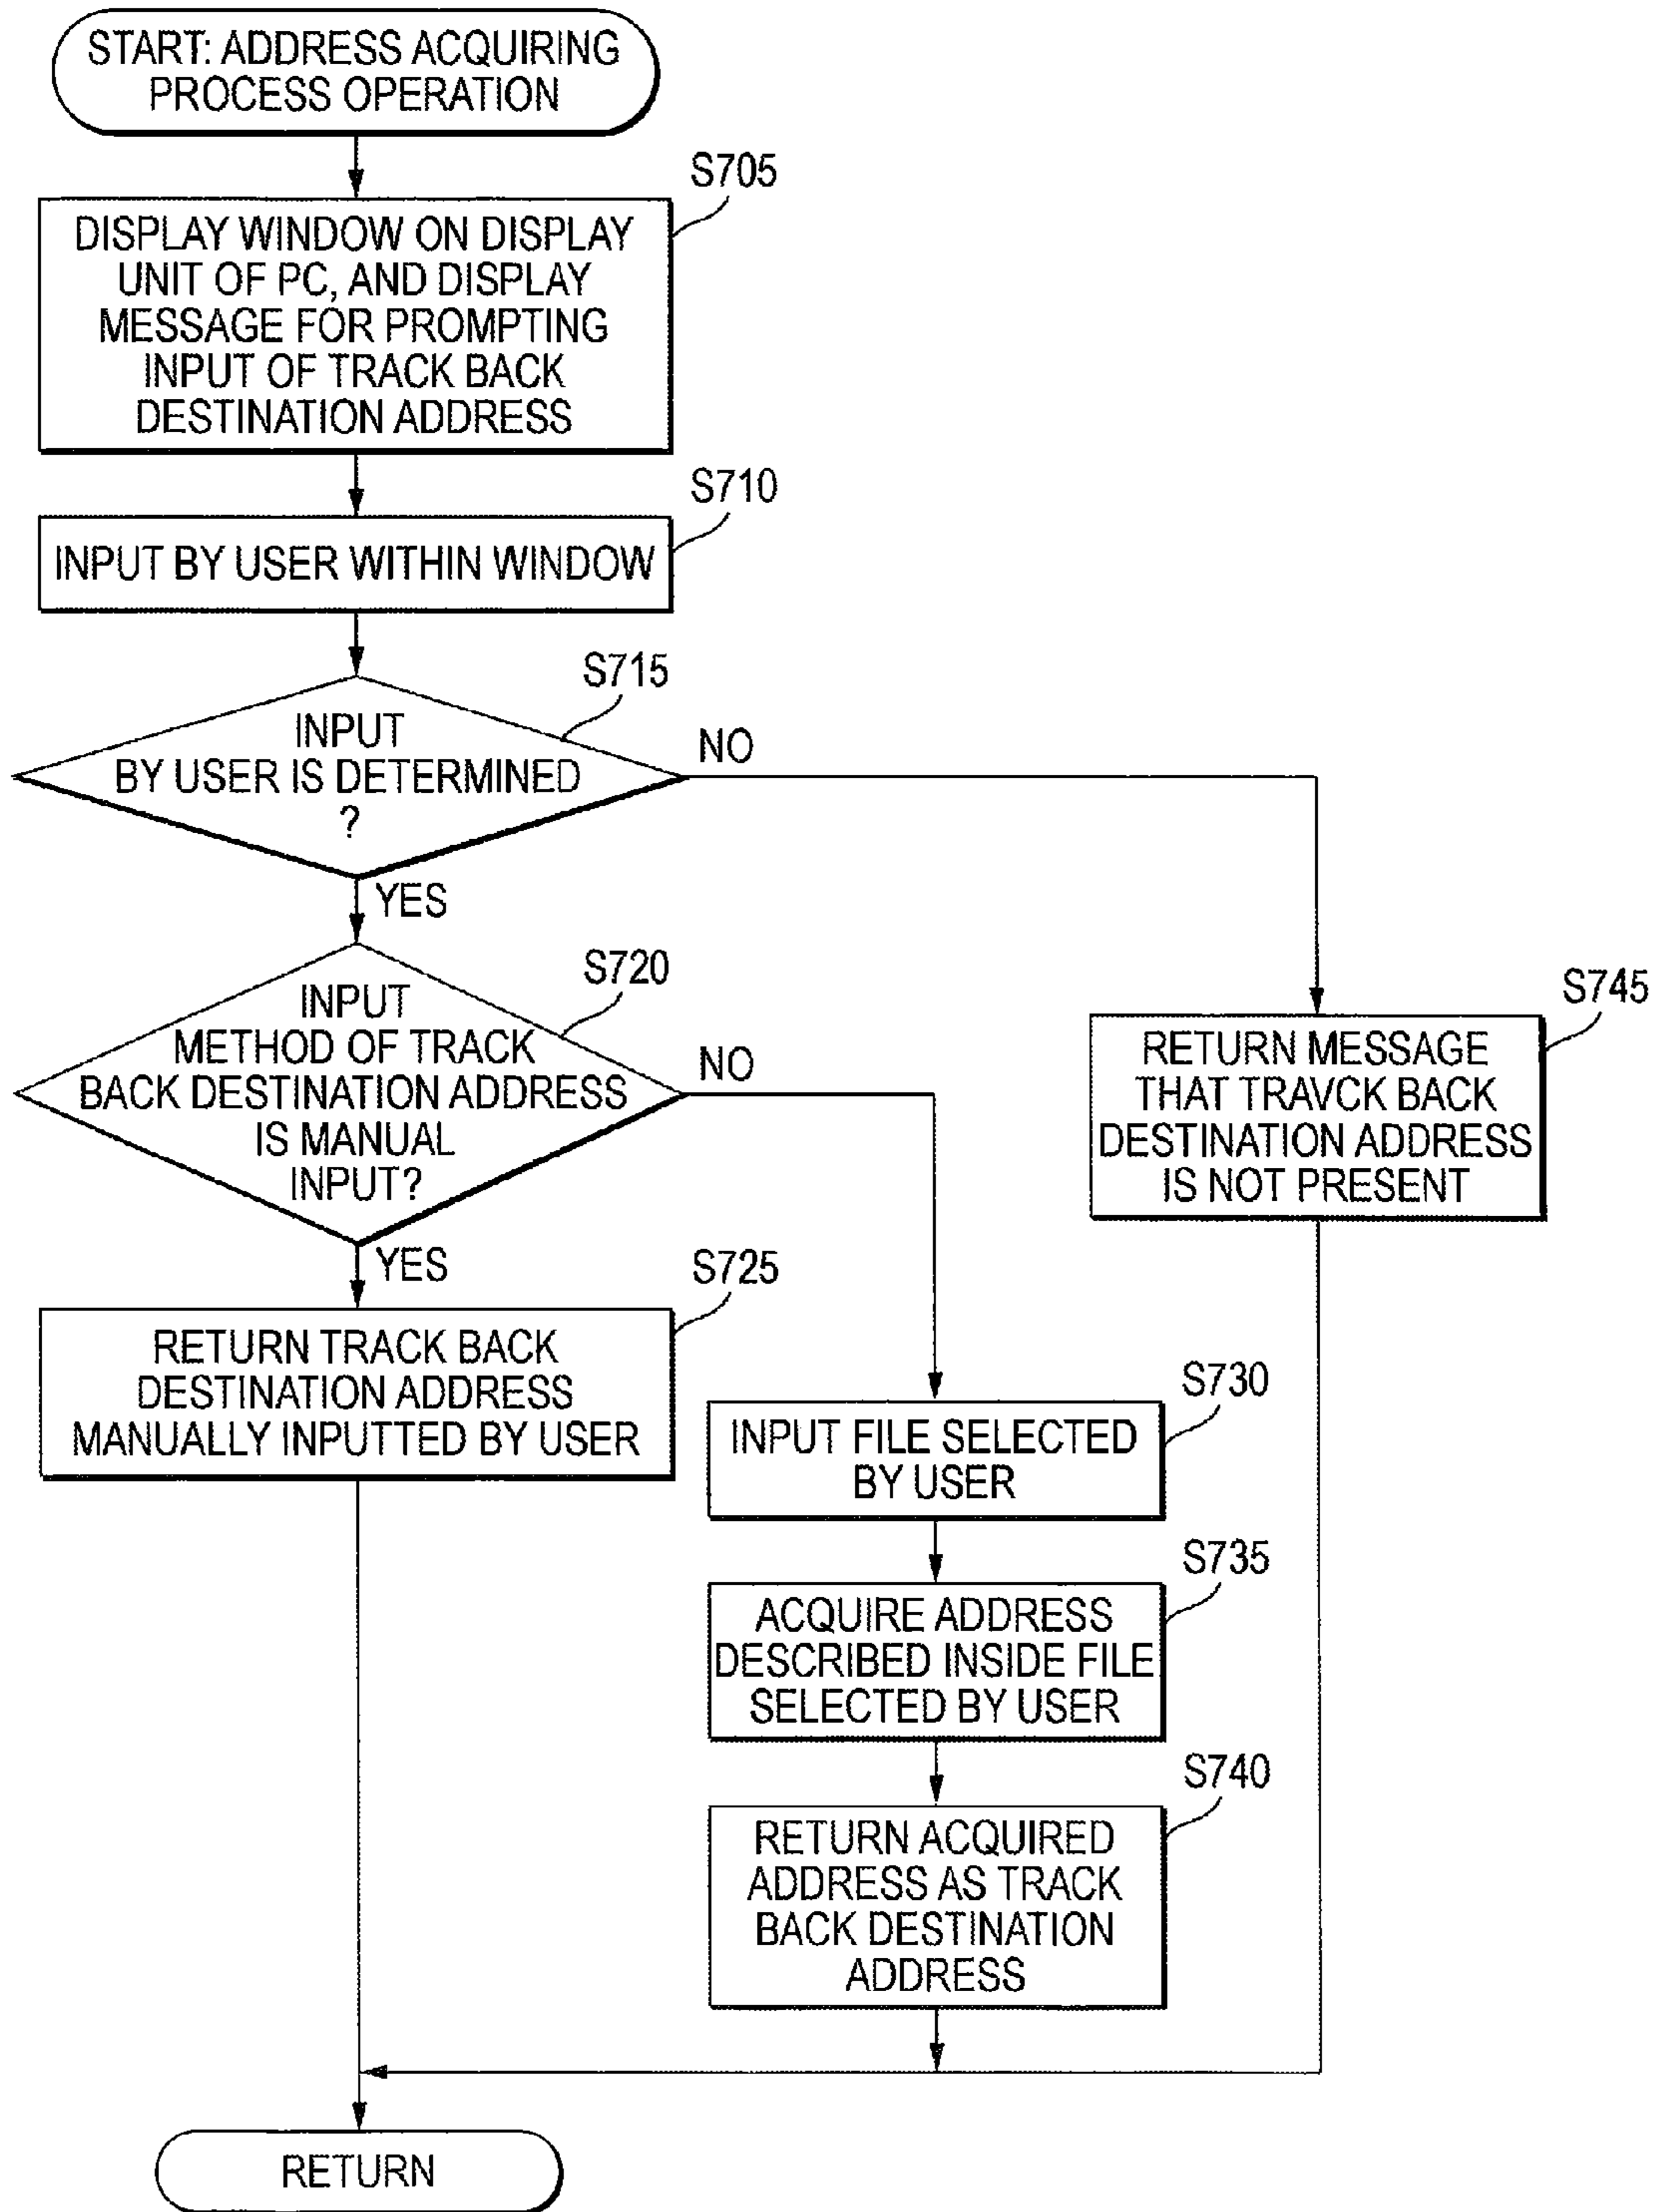 START: ADDRESS ACQUIRING
PROCESS OPERATION
S705
DISPLAY WINDOW ON DISPLAY
UNIT OF PC, AND DISPLAY
MESSAGE FOR PROMPTING
INPUT OF TRACK BACK
DESTINATION ADDRESS
S710
INPUT BY USER WITHIN WINDOW
S715
INPUT
BY USER IS DETERMINED
?
NO
YES
S720
INPUT
METHOD OF TRACK
BACK DESTINATION ADDRESS
IS MANUAL
INPUT?
NO
YES
S745
RETURN MESSAGE
THAT TRAVCK BACK
DESTINATION ADDRESS
IS NOT PRESENT
S725
RETURN TRACK BACK
DESTINATION ADDRESS
MANUALLY INPUTTED BY USER
S730
INPUT FILE SELECTED
BY USER
S735
ACQUIRE ADDRESS
DESCRIBED INSIDE FILE
SELECTED BY USER
S740
RETURN ACQUIRED
ADDRESS AS TRACK
BACK DESTINATION
ADDRESS
RETURN